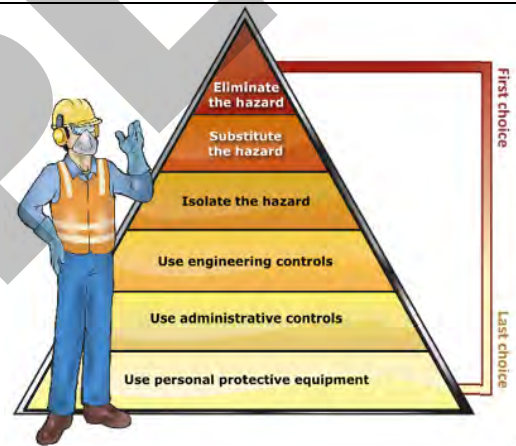 Eliminate
the hazard
Substitute
the hazard
Isolate the hazard
Use engineering controls
Use administrative controls
Use personal protective equipment
First choice
Last choice